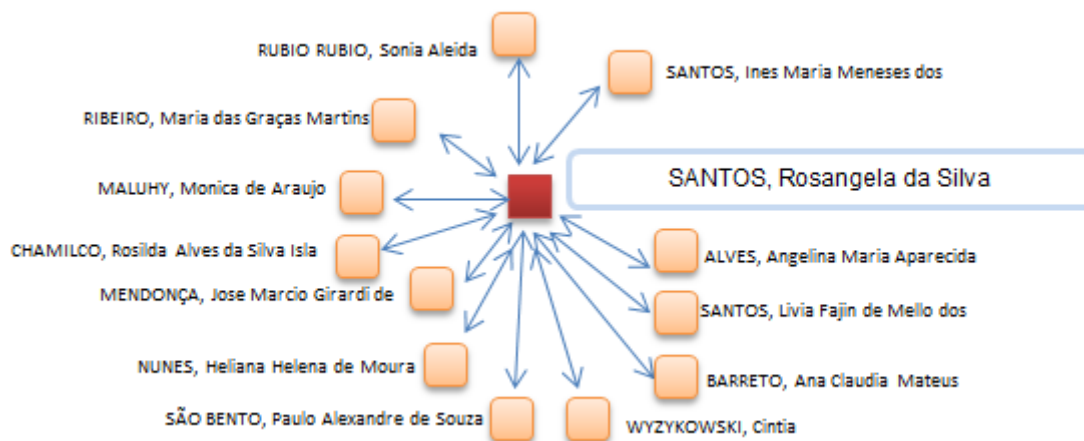 RUBIO RUBIO, Sonia Aleida
SANTOS, Ines Maria Meneses dos
RIBEIRO, Maria das Graças Martins
SANTOS, Rosangela da Silva
MALUHY, Monica de Araujo
CHAMILCO, Rosilda Alves da Silva Isla
ALVES, Angelina Maria Aparecida
MENDONÇA, Jose Marcio Girardi de
SANTOS, Livia Fajin de Mello dos
NUNES, Heliana Helena de Moura
BARRETO, Ana Claudia Mateus
SÃO BENTO, Paulo Alexandre de Souza
WYZYKOWSKI, Cintia